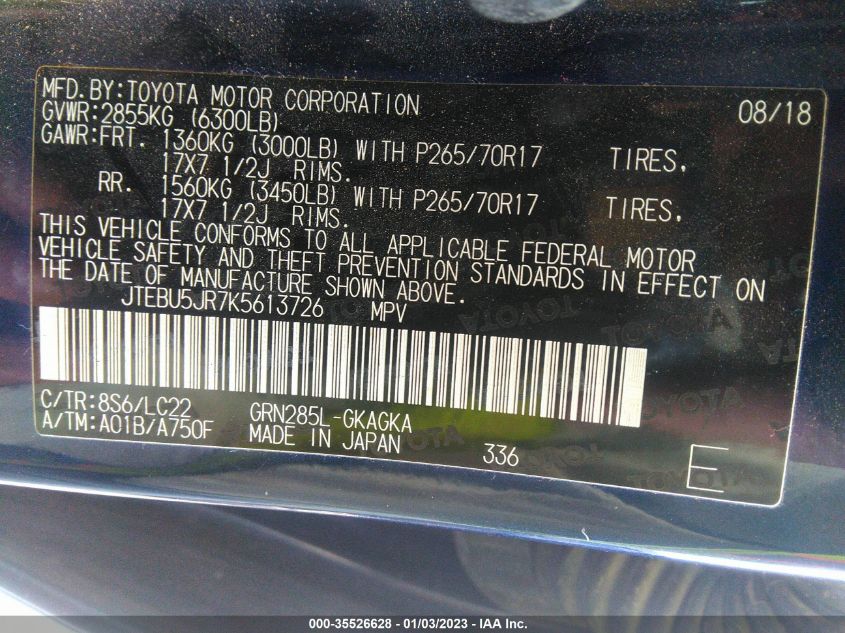 MFD.BY:TOYOTA MOTOR CORPORATION 08/18
GVWR:2855KG (6300LB)
GAWR:FRT. 1360KG (3000LB) WITH P265/70R17 TIRES,
17X7 1/2J RIMS.
RR. 1560KG (3450LB) WITH P265/70R17 TIRES,
17X7 1/2J RIMS.
THIS VEHICLE CONFORMS TO ALL APPLICABLE FEDERAL MOTOR
VEHICLE SAFETY AND THEFT PREVENTION STANDARDS IN EFFECT ON
THE DATE OF MANUFACTURE SHOWN ABOVE.
JTEBU5JR7K5613726 MPV
C/TR:8S6/LC22 GRN285L-GKAGKA
A/TM:A01B/A750F MADE IN JAPAN 336 E
000-35526628 - 01/03/2023 - IAA Inc.